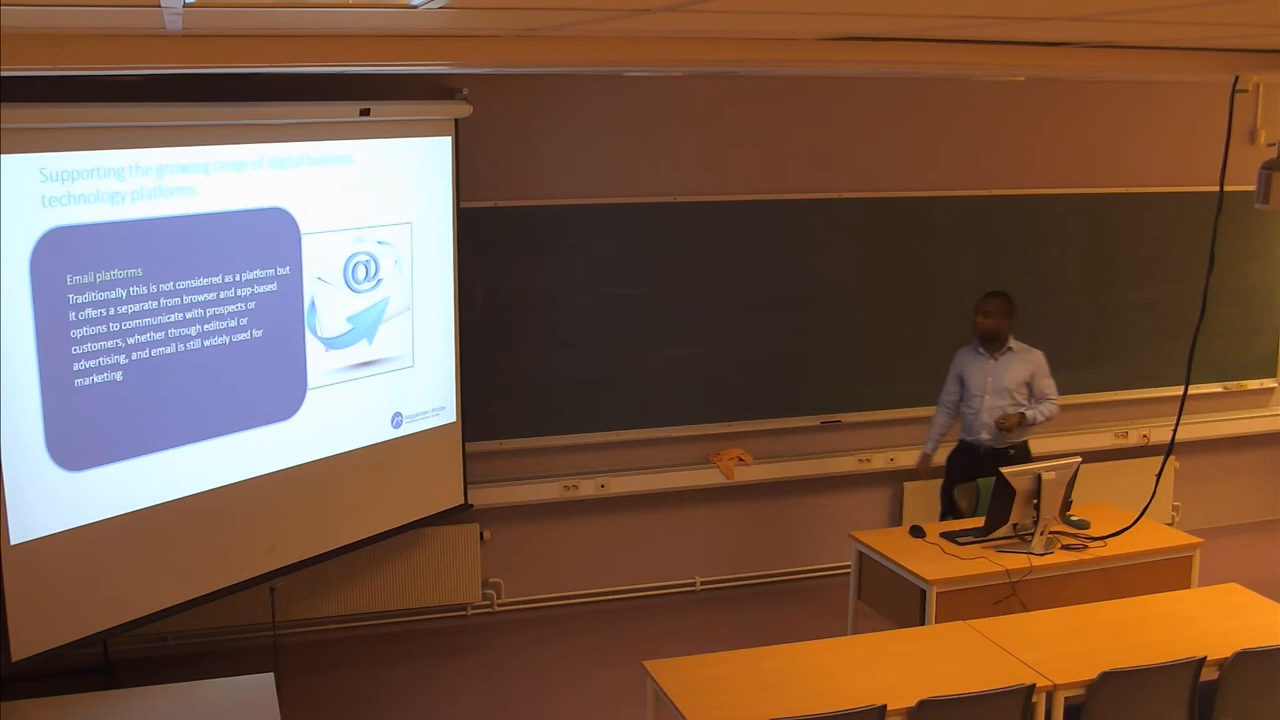 Supporting the growing range of digital business
technology platforms
Email platforms
Traditionally this is not considered as a platform but
it offers a separate from browser and app-based
options to communicate with prospects or
customers, whether through editorial or
advertising, and email is still widely used for
marketing
@
Høgskolen i Molde